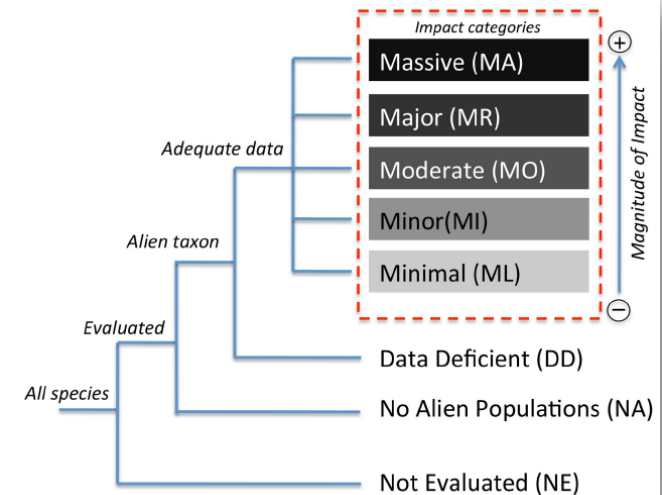 Impact categories
+
Massive (MA)
Major (MR)
Adequate data
Moderate (MO)
Magnitude of Impact
Minor(MI)
Alien taxon
Minimal (ML)
−
Evaluated
Data Deficient (DD)
All species
No Alien Populations (NA)
Not Evaluated (NE)